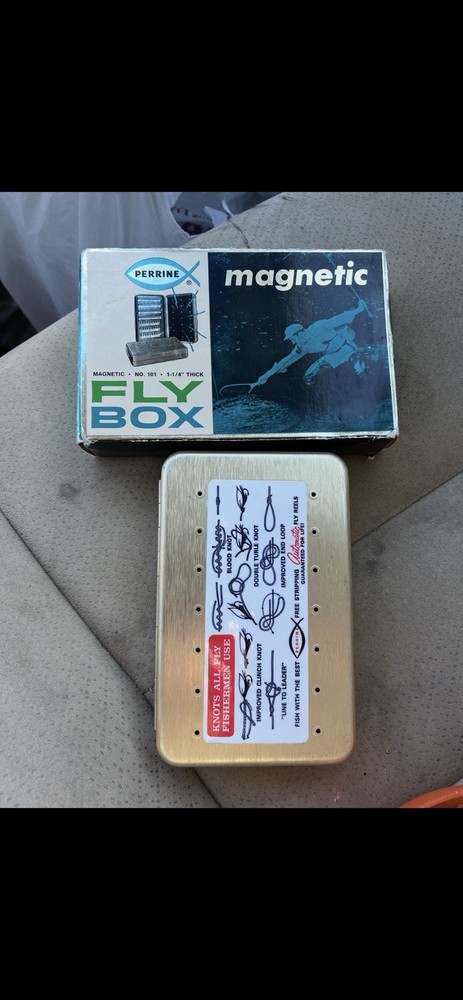 PERRINE
®
magnetic
MAGNETIC • NO. 101 • 1-1/4" THICK
FLY
BOX
KNOTS ALL FLY
FISHERMEN USE
BLOOD KNOT
DOUBLE TURLE KNOT
IMPROVED END LOOP
IMPROVED CLINCH KNOT
"LINE TO LEADER"
FISH WITH THE BEST PERRINE FREE STRIPPING Automatic FLY REELS
GUARANTEED FOR LIFE!